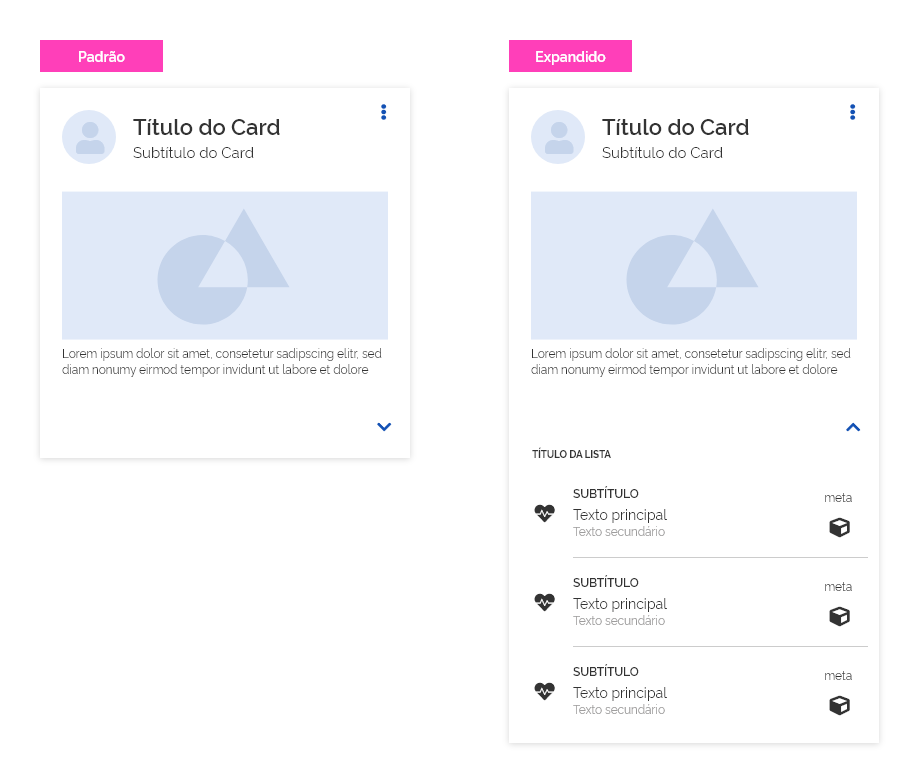 Padrão
Título do Card
Subtítulo do Card
Lorem ipsum dolor sit amet, consetetur sadipscing elitr, sed
diam nonumy eirmod tempor invidunt ut labore et dolore
Expandido
Título do Card
Subtítulo do Card
Lorem ipsum dolor sit amet, consetetur sadipscing elitr, sed
diam nonumy eirmod tempor invidunt ut labore et dolore
TÍTULO DA LISTA
SUBTÍTULO
meta
Texto principal
Texto secundário
SUBTÍTULO
meta
Texto principal
Texto secundário
SUBTÍTULO
meta
Texto principal
Texto secundário